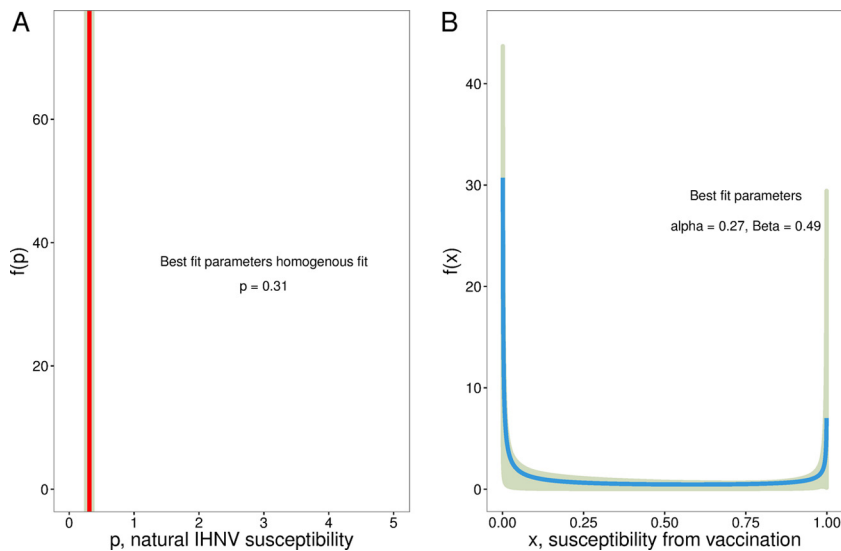 A
f(p)
60
40
20
0
Best fit parameters homogenous fit
p = 0.31
0 1 2 3 4 5
p, natural IHNV susceptibility
B
f(x)
40
30
20
10
0
Best fit parameters
alpha = 0.27, Beta = 0.49
0.00 0.25 0.50 0.75 1.00
x, susceptibility from vaccination